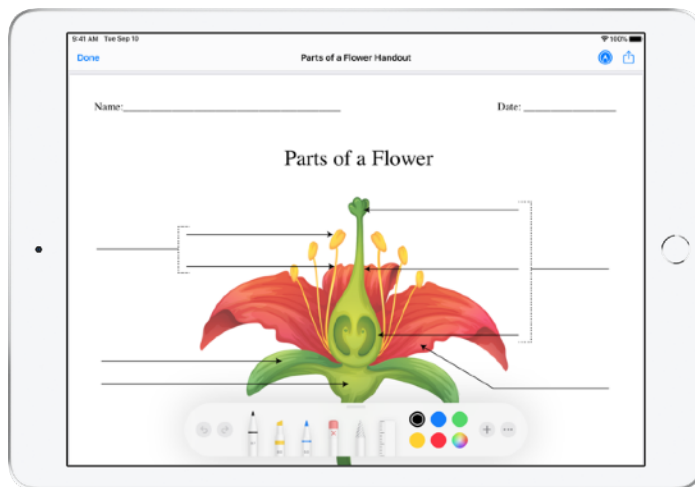 9:41 AM Tue Sep 10
100%
Done
Parts of a Flower Handout
Name:
Date:
Parts of a Flower